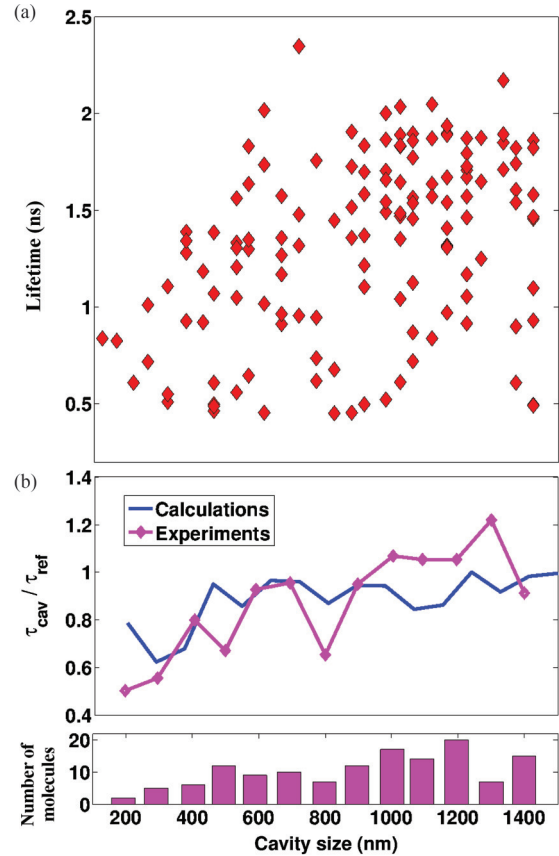 (a)
2.5
2
1.5
1
0.5
Lifetime (ns)
(b)
1.4
1.2
1
0.8
0.6
0.4
τcav / τref
Calculations
Experiments
20
10
0
Number of
molecules
200 400 600 800 1000 1200 1400
Cavity size (nm)